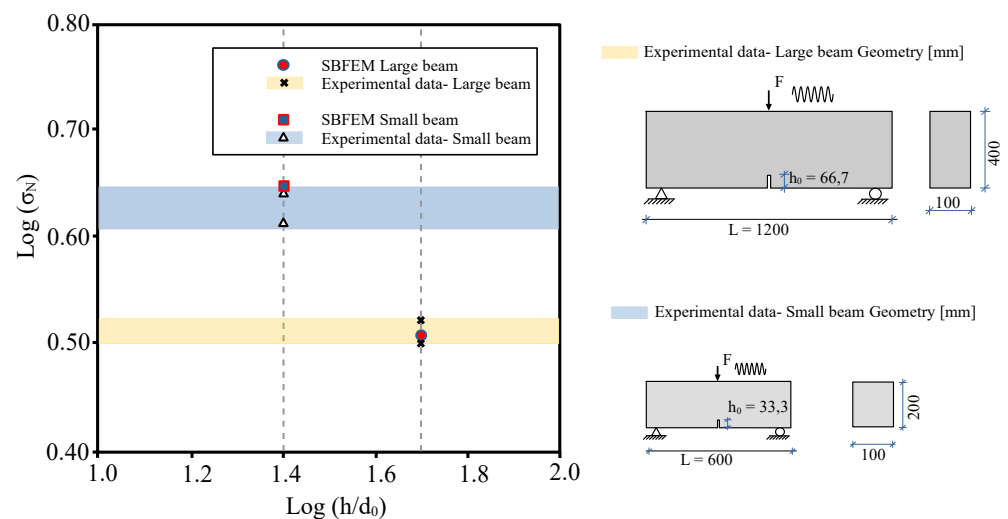 0.80
0.70
0.60
0.50
0.40
1.0
1.2
1.4
1.6
1.8
2.0
Log (σN)
Log (h/d0)
SBFEM Large beam
Experimental data- Large beam
SBFEM Small beam
Experimental data- Small beam
Experimental data- Large beam Geometry [mm]
F
h0 = 66,7
L = 1200
400
100
Experimental data- Small beam Geometry [mm]
F
h0 = 33,3
L = 600
200
100